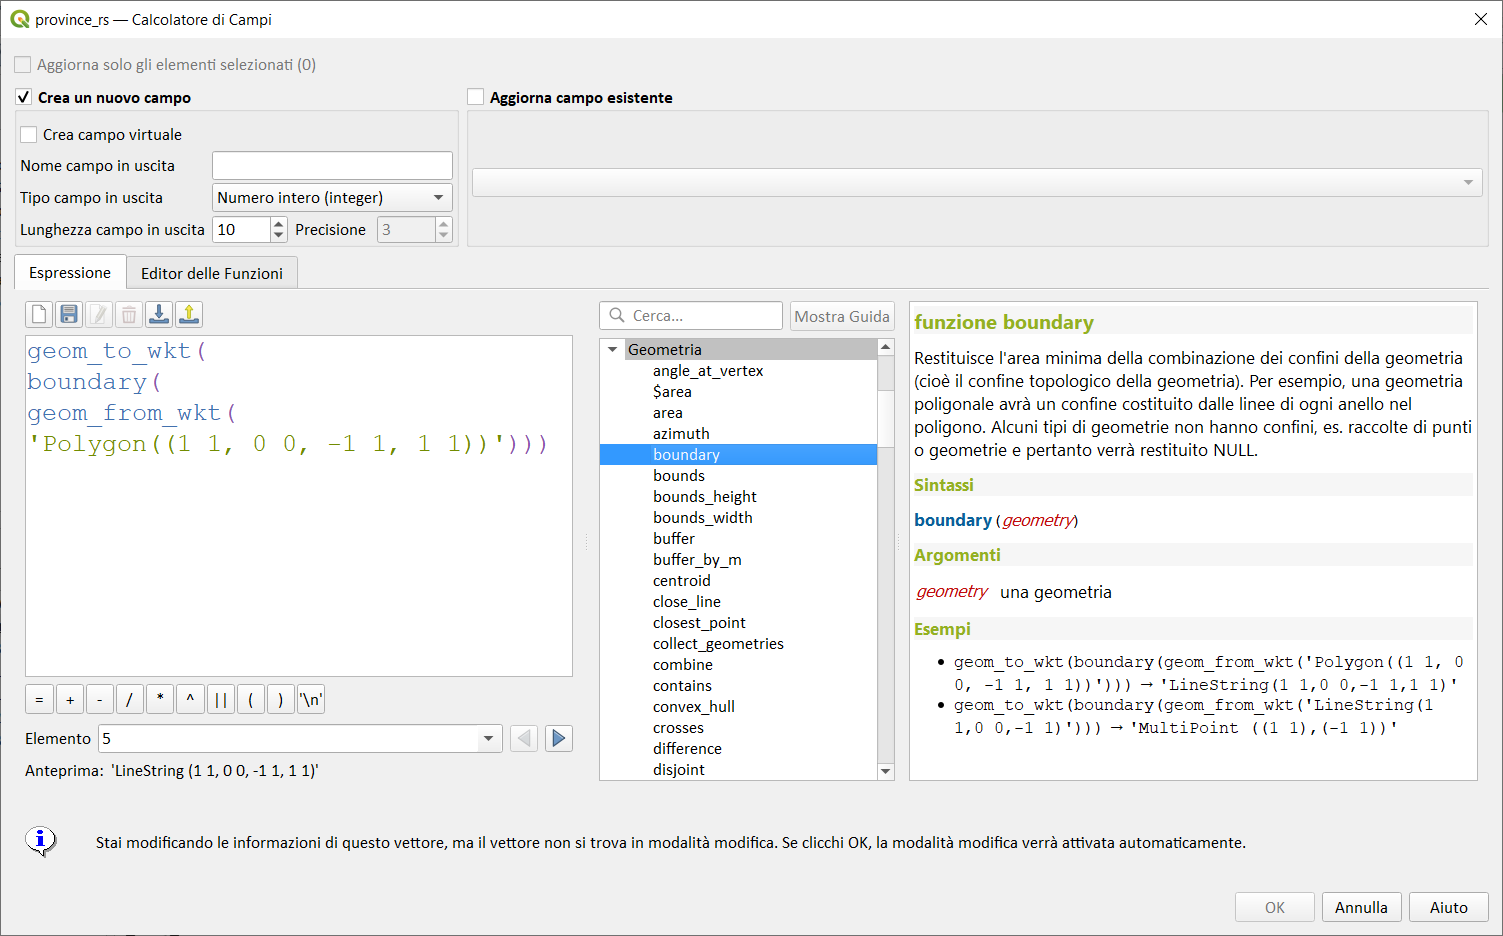 province_rs — Calcolatore di Campi
Aggiorna solo gli elementi selezionati (0)
Crea un nuovo campo
Aggiorna campo esistente
Crea campo virtuale
Nome campo in uscita
Tipo campo in uscita Numero intero (integer)
Lunghezza campo in uscita 10 Precisione 3
Espressione Editor delle Funzioni
geom_to_wkt(
boundary(
geom_from_wkt(
'Polygon((1 1, 0 0, -1 1, 1 1))')))
= + - / * ^ || ( ) '\n'
Elemento 5
Anteprima: 'LineString (1 1, 0 0, -1 1, 1 1)'
Cerca... Mostra Guida
Geometria
angle_at_vertex
$area
area
azimuth
boundary
bounds
bounds_height
bounds_width
buffer
buffer_by_m
centroid
close_line
closest_point
collect_geometries
combine
contains
convex_hull
crosses
difference
disjoint
funzione boundary
Restituisce l'area minima della combinazione dei confini della geometria
(cioè il confine topologico della geometria). Per esempio, una geometria
poligonale avrà un confine costituito dalle linee di ogni anello nel
poligono. Alcuni tipi di geometrie non hanno confini, es. raccolte di punti
o geometrie e pertanto verrà restituito NULL.
Sintassi
boundary (geometry)
Argomenti
geometry una geometria
Esempi
• geom_to_wkt(boundary(geom_from_wkt('Polygon((1 1, 0
0, -1 1, 1 1))'))) → 'LineString(1 1,0 0,-1 1,1 1)'
• geom_to_wkt(boundary(geom_from_wkt('LineString(1
1,0 0,-1 1)'))) → 'MultiPoint ((1 1),(-1 1))'
Stai modificando le informazioni di questo vettore, ma il vettore non si trova in modalità modifica. Se clicchi OK, la modalità modifica verrà attivata automaticamente.
OK Annulla Aiuto